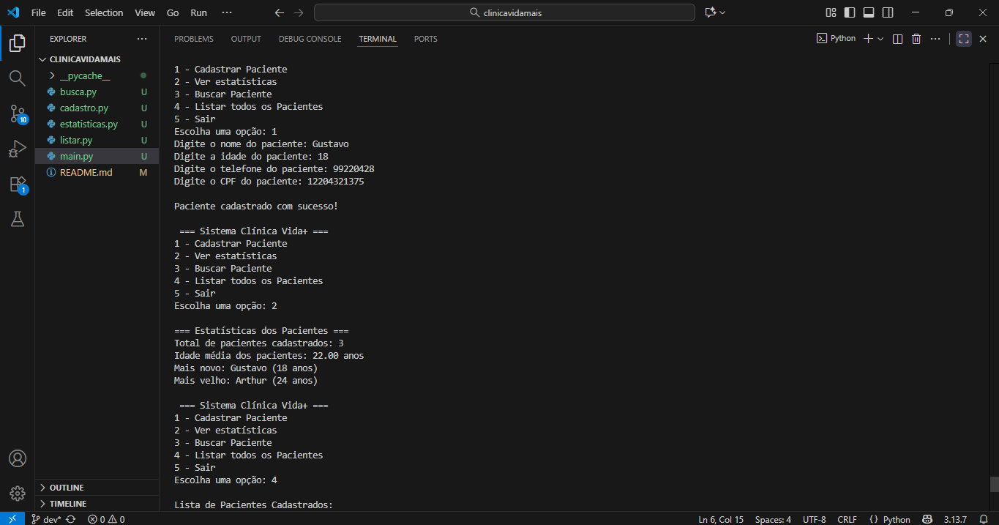 File Edit Selection View Go Run ··· clinicavidamais
EXPLORER ···
CLINICAVIDAMAIS
__pycache__
busca.py U
cadastro.py U
estatisticas.py U
listar.py U
main.py U
README.md M
10
1
OUTLINE
TIMELINE
PROBLEMS OUTPUT DEBUG CONSOLE TERMINAL PORTS Python ···
1 - Cadastrar Paciente
2 - Ver estatísticas
3 - Buscar Paciente
4 - Listar todos os Pacientes
5 - Sair
Escolha uma opção: 1
Digite o nome do paciente: Gustavo
Digite a idade do paciente: 18
Digite o telefone do paciente: 99220428
Digite o CPF do paciente: 12204321375
Paciente cadastrado com sucesso!
=== Sistema Clínica Vida+ ===
1 - Cadastrar Paciente
2 - Ver estatísticas
3 - Buscar Paciente
4 - Listar todos os Pacientes
5 - Sair
Escolha uma opção: 2
=== Estatísticas dos Pacientes ===
Total de pacientes cadastrados: 3
Idade média dos pacientes: 22.00 anos
Mais novo: Gustavo (18 anos)
Mais velho: Arthur (24 anos)
=== Sistema Clínica Vida+ ===
1 - Cadastrar Paciente
2 - Ver estatísticas
3 - Buscar Paciente
4 - Listar todos os Pacientes
5 - Sair
Escolha uma opção: 4
Lista de Pacientes Cadastrados:
dev* 0 0 Ln 6, Col 15 Spaces: 4 UTF-8 CRLF {} Python 3.13.7